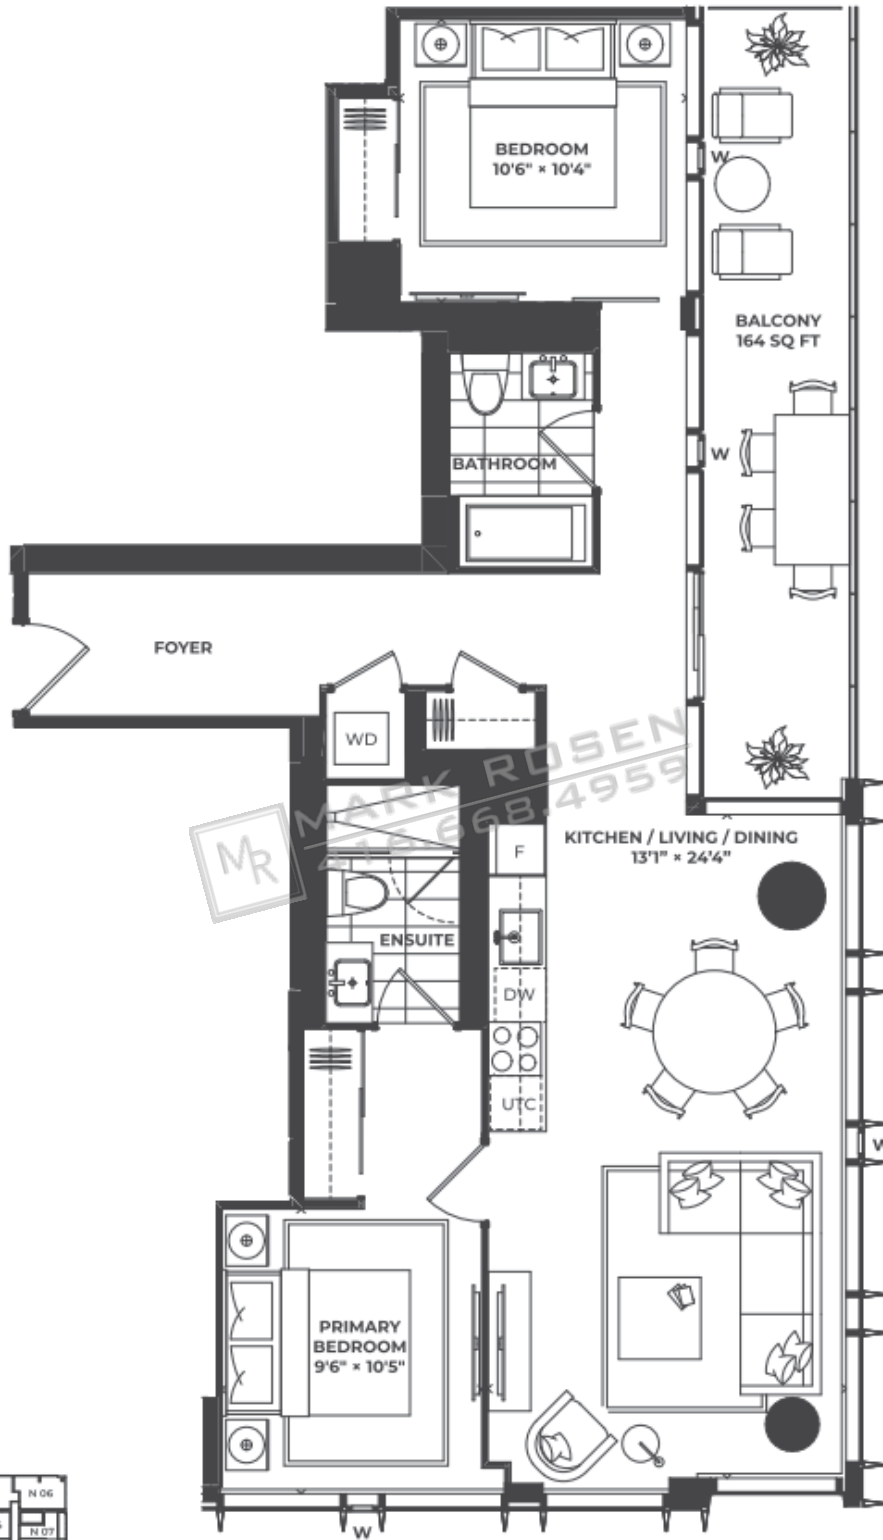 BEDROOM
10'6" × 10'4"
W
BALCONY
164 SQ FT
W
BATHROOM
FOYER
WD
MARK ROSEN
416.668.4959
MR
KITCHEN / LIVING / DINING
13'1" × 24'4"
F
ENSUITE
DW
UTC
W
PRIMARY
BEDROOM
9'6" × 10'5"
N 06
N 07
W